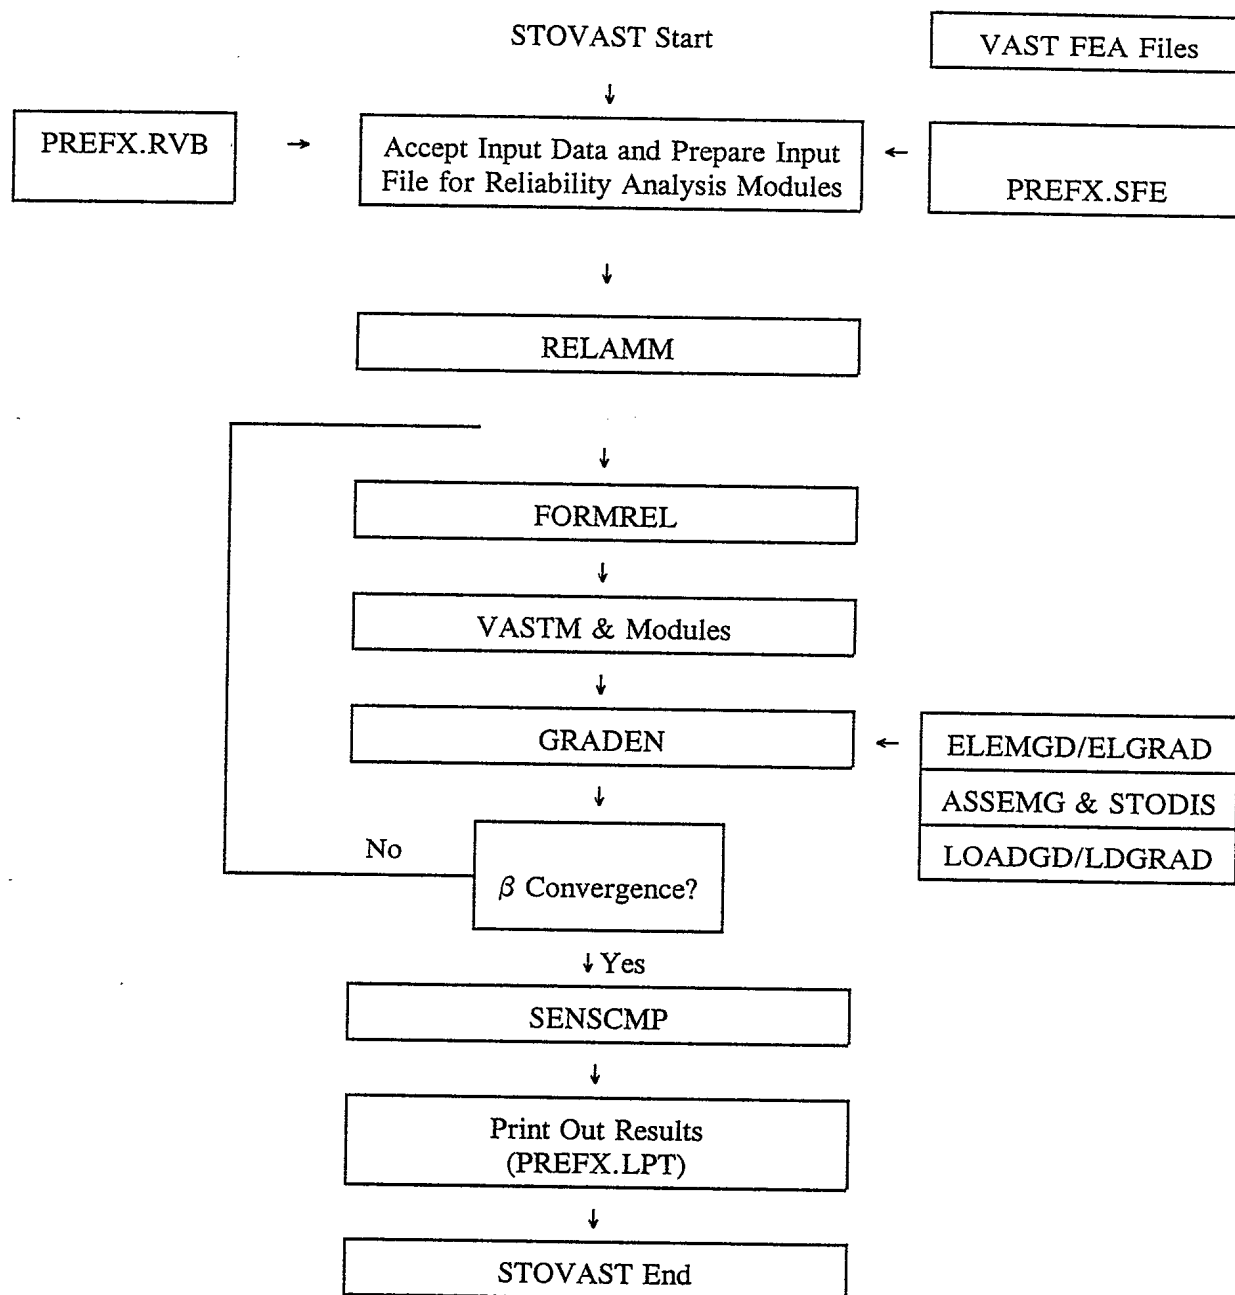 STOVAST Start
VAST FEA Files
PREFX.RVB
Accept Input Data and Prepare Input
File for Reliability Analysis Modules
PREFX.SFE
RELAMM
FORMREL
VASTM & Modules
GRADEN
ELEMGD/ELGRAD
ASSEMG & STODIS
LOADGD/LDGRAD
No
β Convergence?
Yes
SENSCMP
Print Out Results
(PREFX.LPT)
STOVAST End